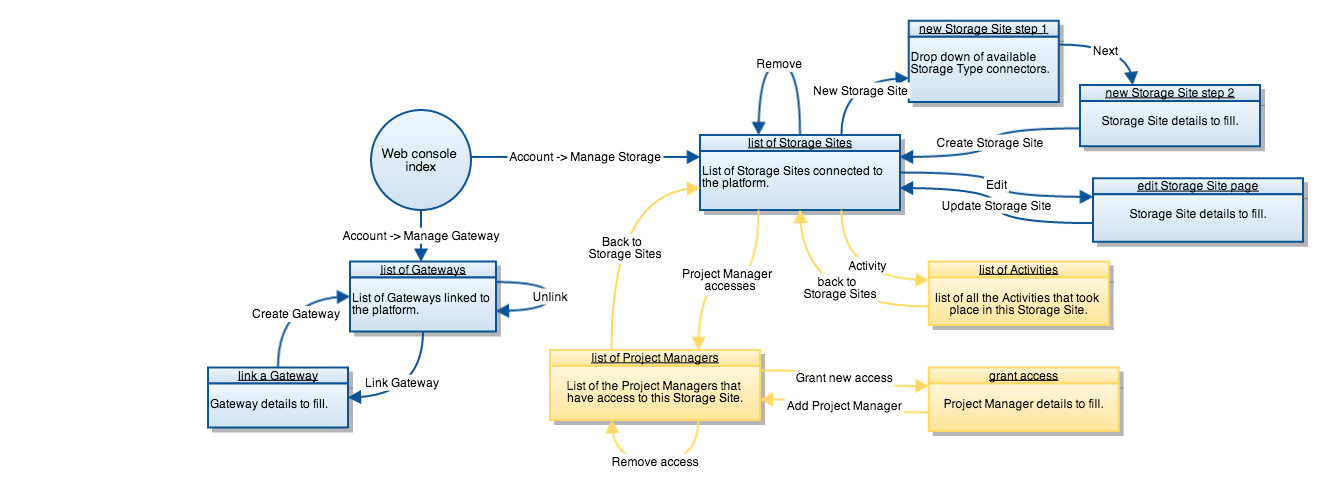 new Storage Site step 1
Drop down of available
Storage Type connectors.
Next
Remove
New Storage Site
new Storage Site step 2
Storage Site details to fill.
Web console
index
Account -> Manage Storage
list of Storage Sites
List of Storage Sites connected to
the platform.
Create Storage Site
Edit
Update Storage Site
edit Storage Site page
Storage Site details to fill.
Account -> Manage Gateway
Back to
Storage Sites
Project Manager
accesses
Activity
back to
Storage Sites
list of Activities
list of all the Activities that took
place in this Storage Site.
list of Gateways
List of Gateways linked to
the platform.
Unlink
Create Gateway
Link Gateway
link a Gateway
Gateway details to fill.
list of Project Managers
List of the Project Managers that
have access to this Storage Site.
Grant new access
Add Project Manager
grant access
Project Manager details to fill.
Remove access